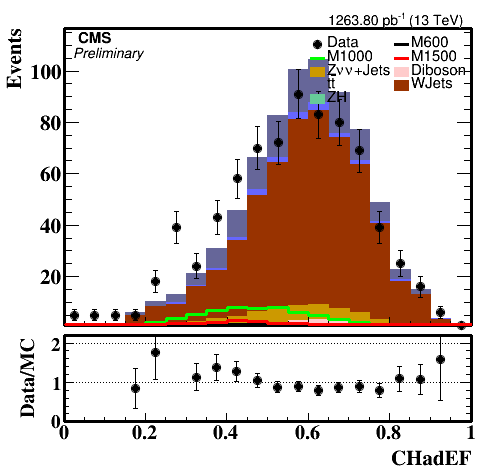 1263.80 pb⁻¹ (13 TeV)
CMS
Preliminary
Data
M600
M1000
M1500
Zνν+Jets
Diboson
tt
WJets
ZH
Events
100
80
60
40
20
Data/MC
2
1
0
0 0.2 0.4 0.6 0.8 1
CHadEF